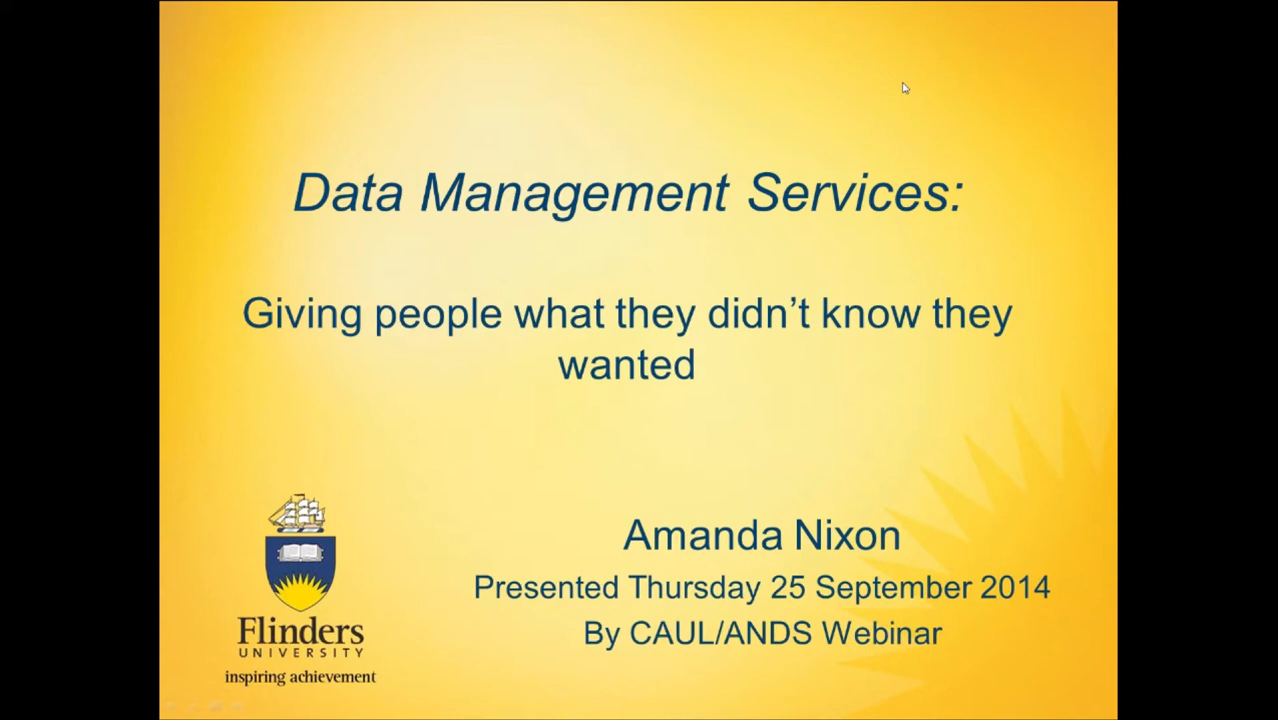 Data Management Services:
Giving people what they didn't know they
wanted
Amanda Nixon
Presented Thursday 25 September 2014
By CAUL/ANDS Webinar
Flinders
UNIVERSITY
inspiring achievement